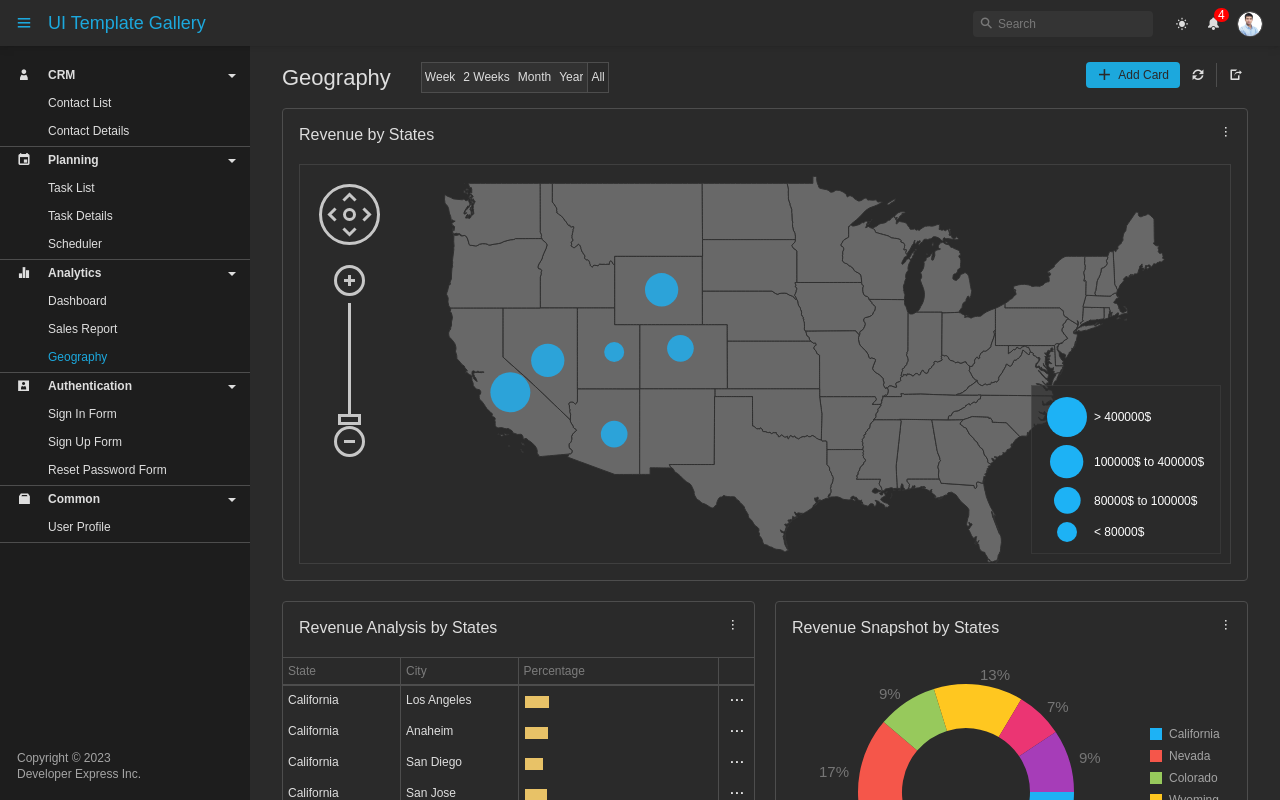 UI Template Gallery
Search
4
CRM
Contact List
Contact Details
Planning
Task List
Task Details
Scheduler
Analytics
Dashboard
Sales Report
Geography
Authentication
Sign In Form
Sign Up Form
Reset Password Form
Common
User Profile
Copyright © 2023
Developer Express Inc.
Geography
Week 2 Weeks Month Year All
Add Card
Revenue by States
> 400000$
100000$ to 400000$
80000$ to 100000$
< 80000$
Revenue Analysis by States
State City Percentage
California Los Angeles
California Anaheim
California San Diego
California San Jose
Revenue Snapshot by States
13%
9%
7%
9%
17%
California
Nevada
Colorado
Wyoming